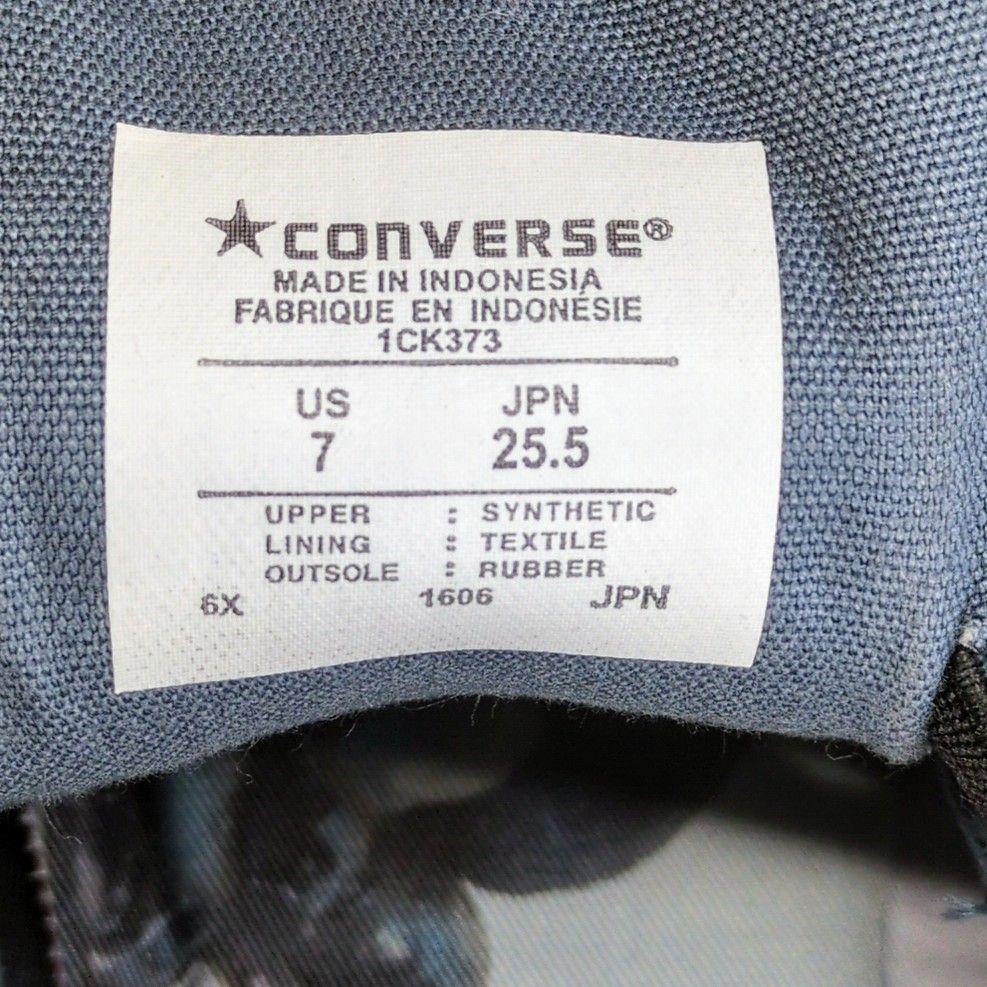 ★CONVERSE®
MADE IN INDONESIA
FABRIQUE EN INDONÉSIE
1CK373
US JPN
7 25.5
UPPER : SYNTHETIC
LINING : TEXTILE
OUTSOLE : RUBBER
6X 1606 JPN